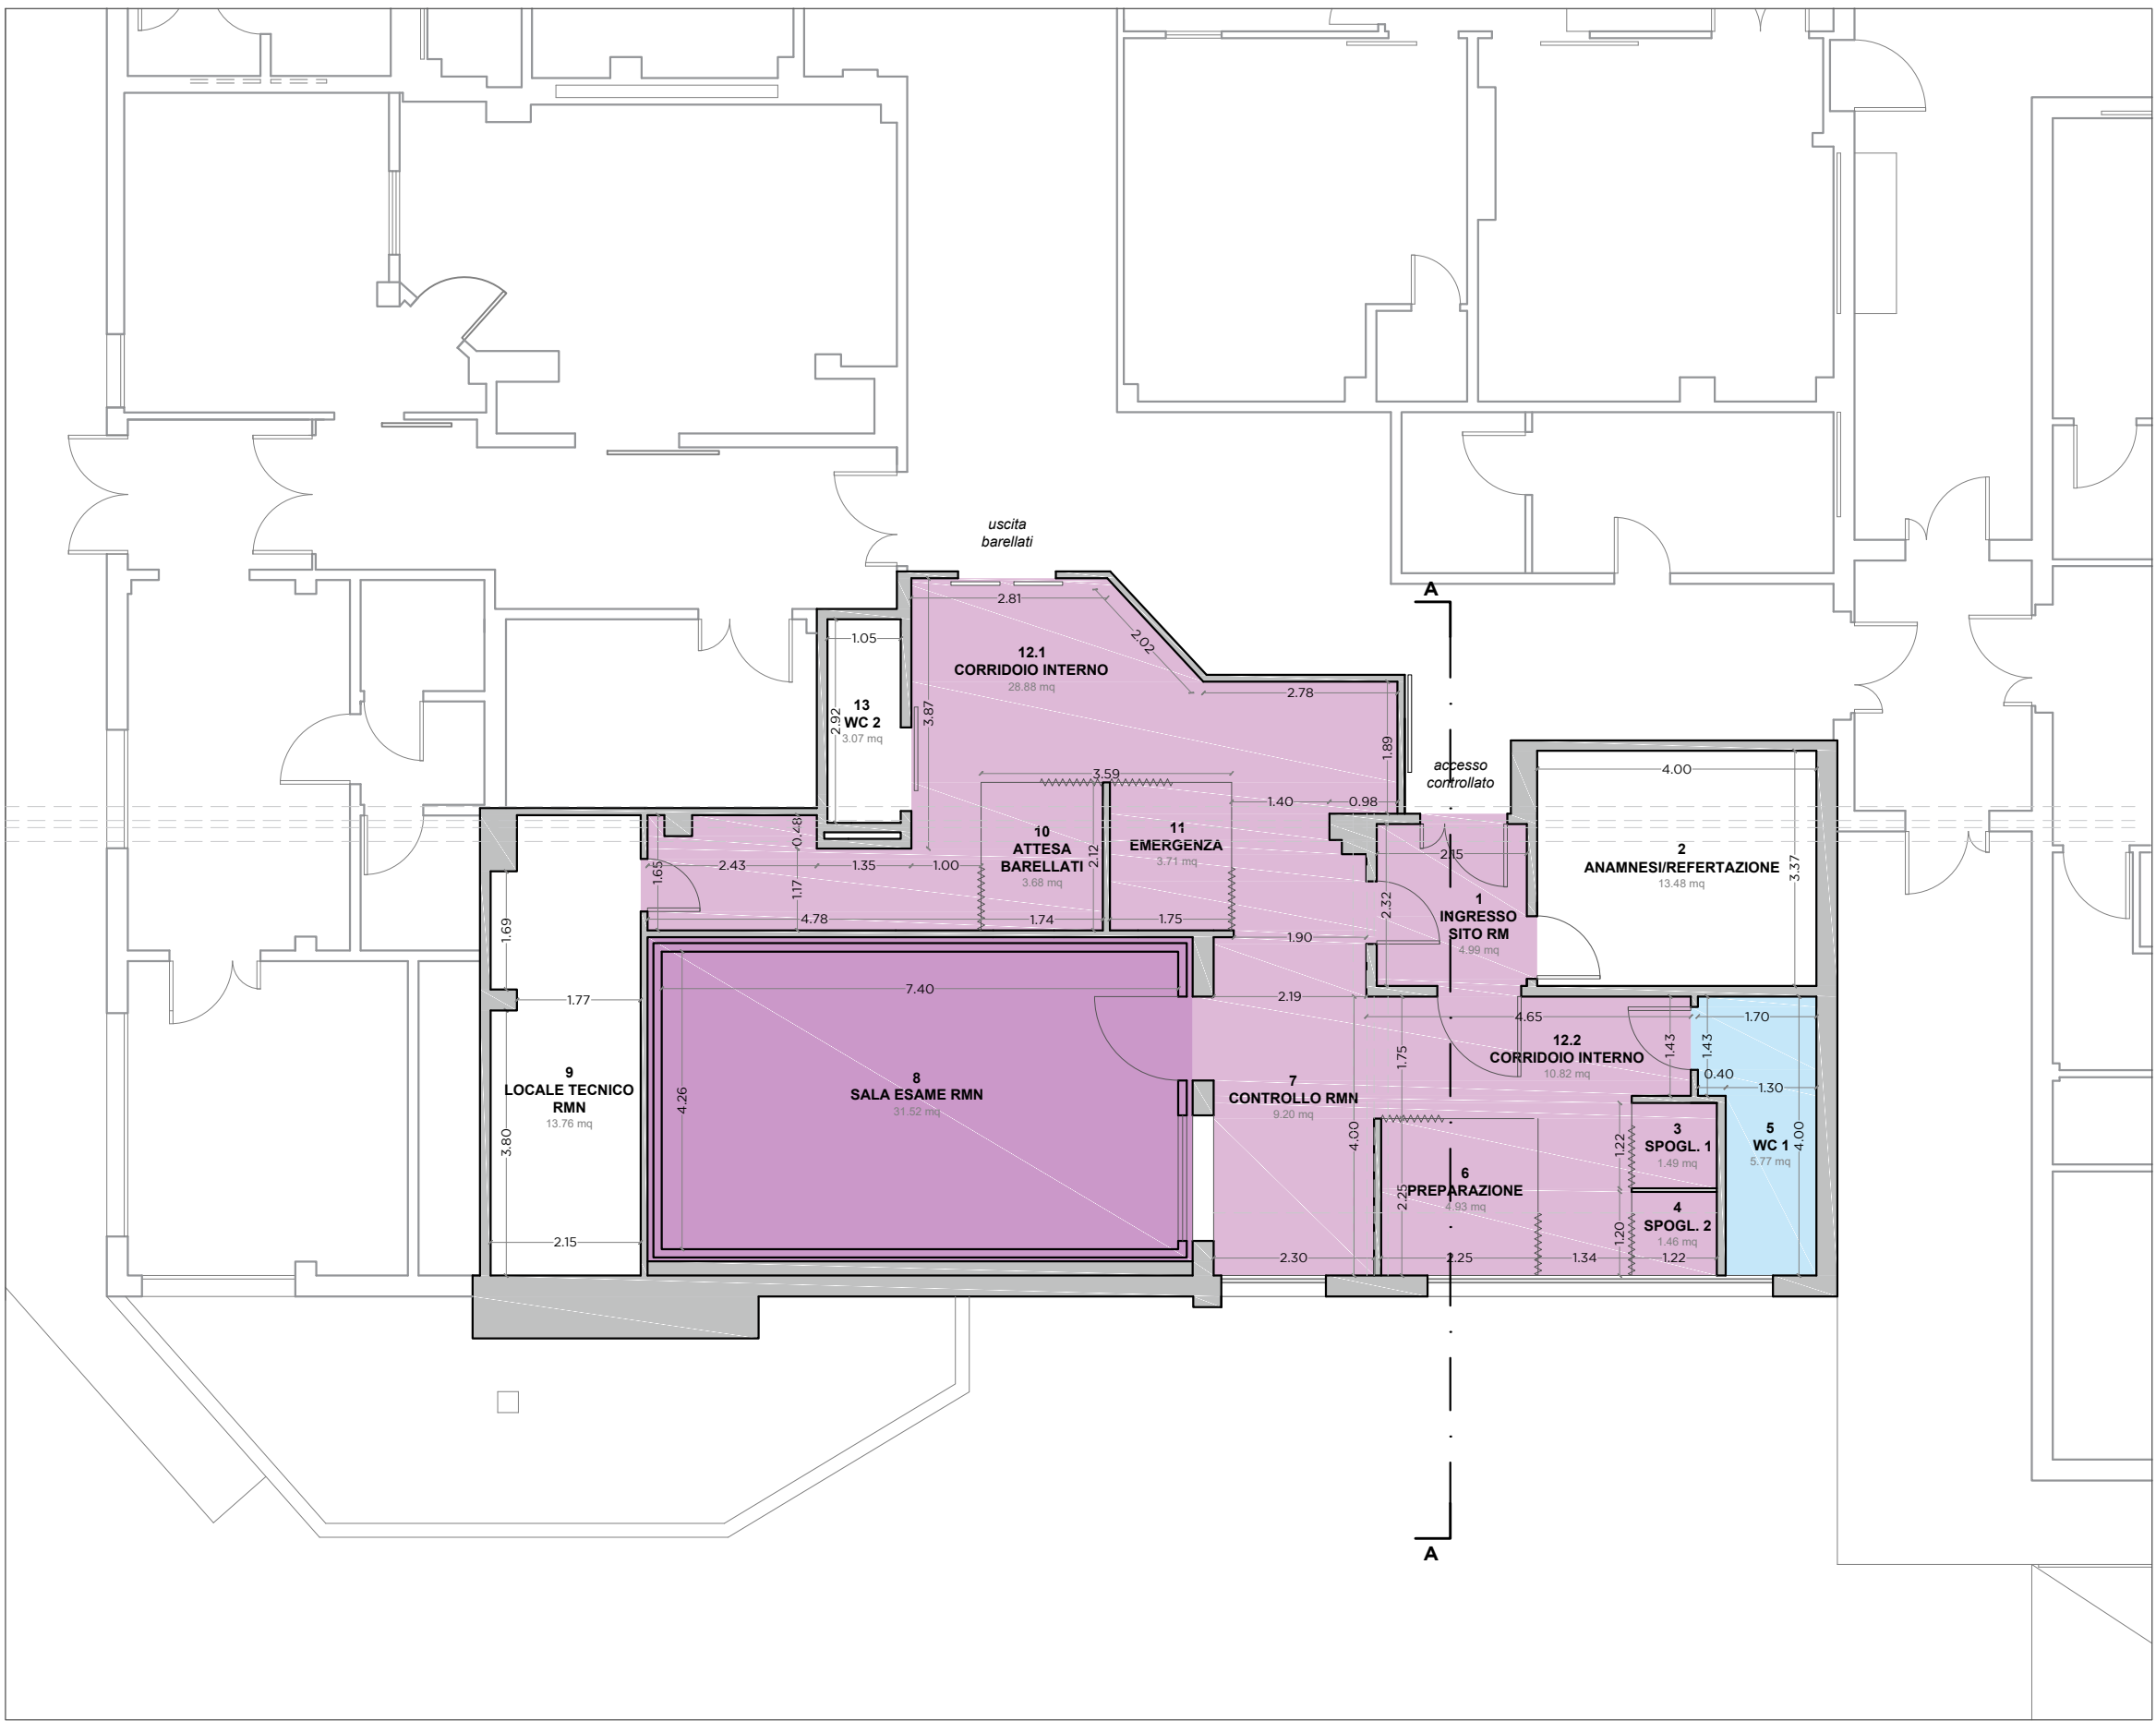 uscita
barellati
A
2.81
2.02
1.05
12.1
CORRIDOIO INTERNO
28.88 mq
2.78
13
WC 2
3.07 mq
2.92
3.87
1.89
accesso
controllato
4.00
3.59
1.40
0.98
0.48
10
ATTESA
BARELLATI
3.68 mq
2.12
11
EMERGENZA
3.71 mq
2.15
2
ANAMNESI/REFERTAZIONE
13.48 mq
3.37
1.65
2.43
1.35
1.00
1.17
4.78
1.74
1.75
2.32
1
INGRESSO
SITO RM
4.99 mq
1.69
1.90
1.77
7.40
2.19
4.65
1.70
12.2
CORRIDOIO INTERNO
10.82 mq
1.75
1.43
1.43
0.40
1.30
9
LOCALE TECNICO
RMN
13.76 mq
4.26
8
SALA ESAME RMN
31.52 mq
7
CONTROLLO RMN
9.20 mq
3.80
4.00
1.22
3
SPOGL. 1
1.49 mq
5
WC 1
5.77 mq
4.00
6
PREPARAZIONE
4.93 mq
2.25
4
SPOGL. 2
1.46 mq
1.20
2.15
2.30
2.25
1.34
1.22
A